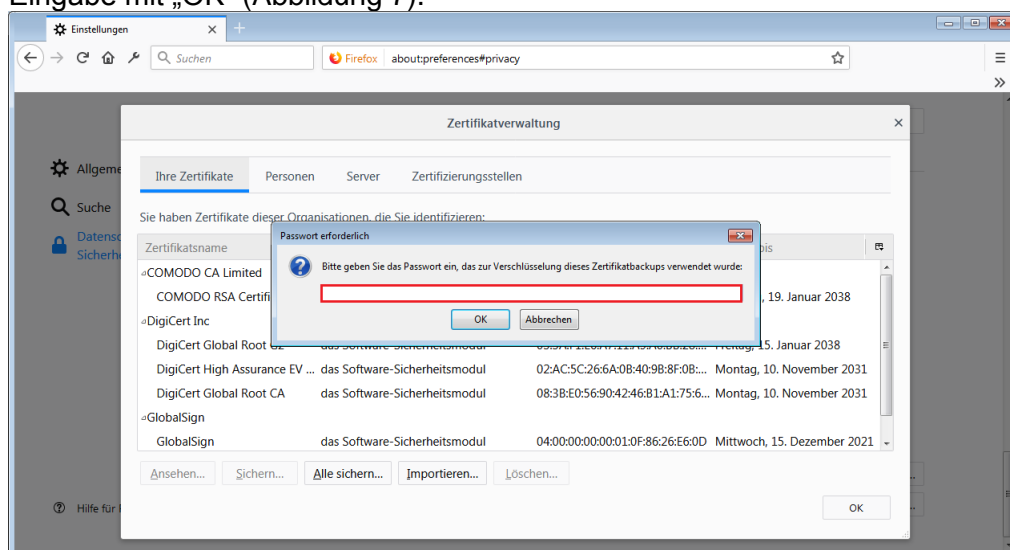 Eingabe mit „OK“ (Abbildung 7).
Einstellungen
Suchen
Firefox about:preferences#privacy
Zertifikatverwaltung
Allgeme
Ihre Zertifikate Personen Server Zertifizierungsstellen
Suche
Sie haben Zertifikate dieser Organisationen, die Sie identifizieren:
Datensc
Sicherhe
Zertifikatsname
bis
Passwort erforderlich
Bitte geben Sie das Passwort ein, das zur Verschlüsselung dieses Zertifikatbackups verwendet wurde:
OK Abbrechen
COMODO CA Limited
COMODO RSA Certifi , 19. Januar 2038
DigiCert Inc
DigiCert Global Root das Software-Sicherheitsmodul Freitag, 15. Januar 2038
DigiCert High Assurance EV ... das Software-Sicherheitsmodul 02:AC:5C:26:6A:0B:40:9B:8F:0B:... Montag, 10. November 2031
DigiCert Global Root CA das Software-Sicherheitsmodul 08:3B:E0:56:90:42:46:B1:A1:75:6... Montag, 10. November 2031
GlobalSign
GlobalSign das Software-Sicherheitsmodul 04:00:00:00:00:01:0F:86:26:E6:0D Mittwoch, 15. Dezember 2021
Ansehen... Sichern... Alle sichern... Importieren... Löschen...
Hilfe für
OK